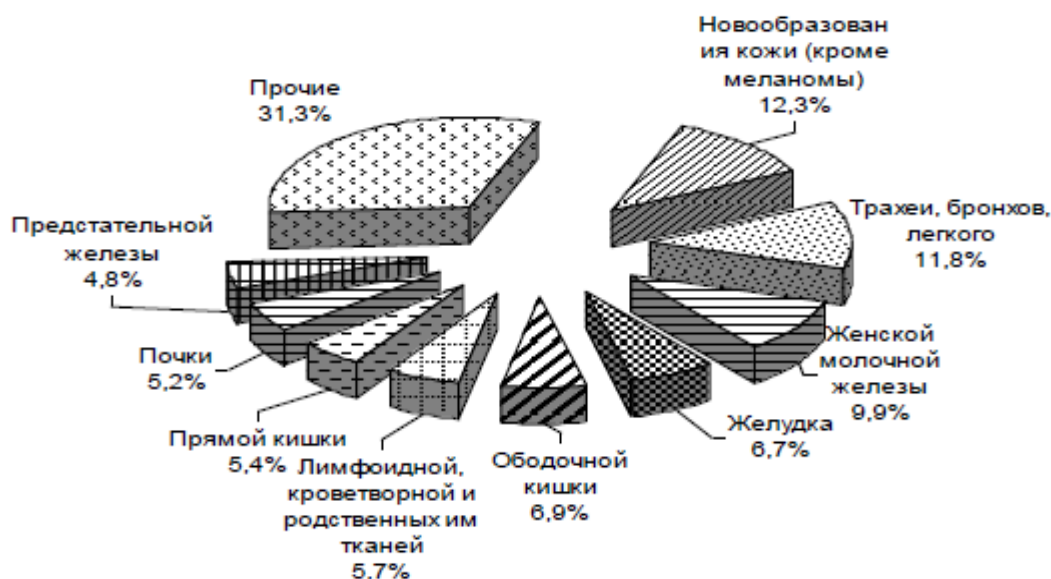 Новообразован
ия кожи (кроме
меланомы)
12,3%
Трахеи, бронхов,
легкого
11,8%
Женской
молочной
железы
9,9%
Желудка
6,7%
Ободочной
кишки
6,9%
Лимфоидной,
кроветворной и
родственных им
тканей
5,7%
Прямой кишки
5,4%
Почки
5,2%
Предстательной
железы
4,8%
Прочие
31,3%